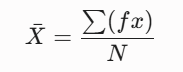 X̄ = ∑(fx) / N